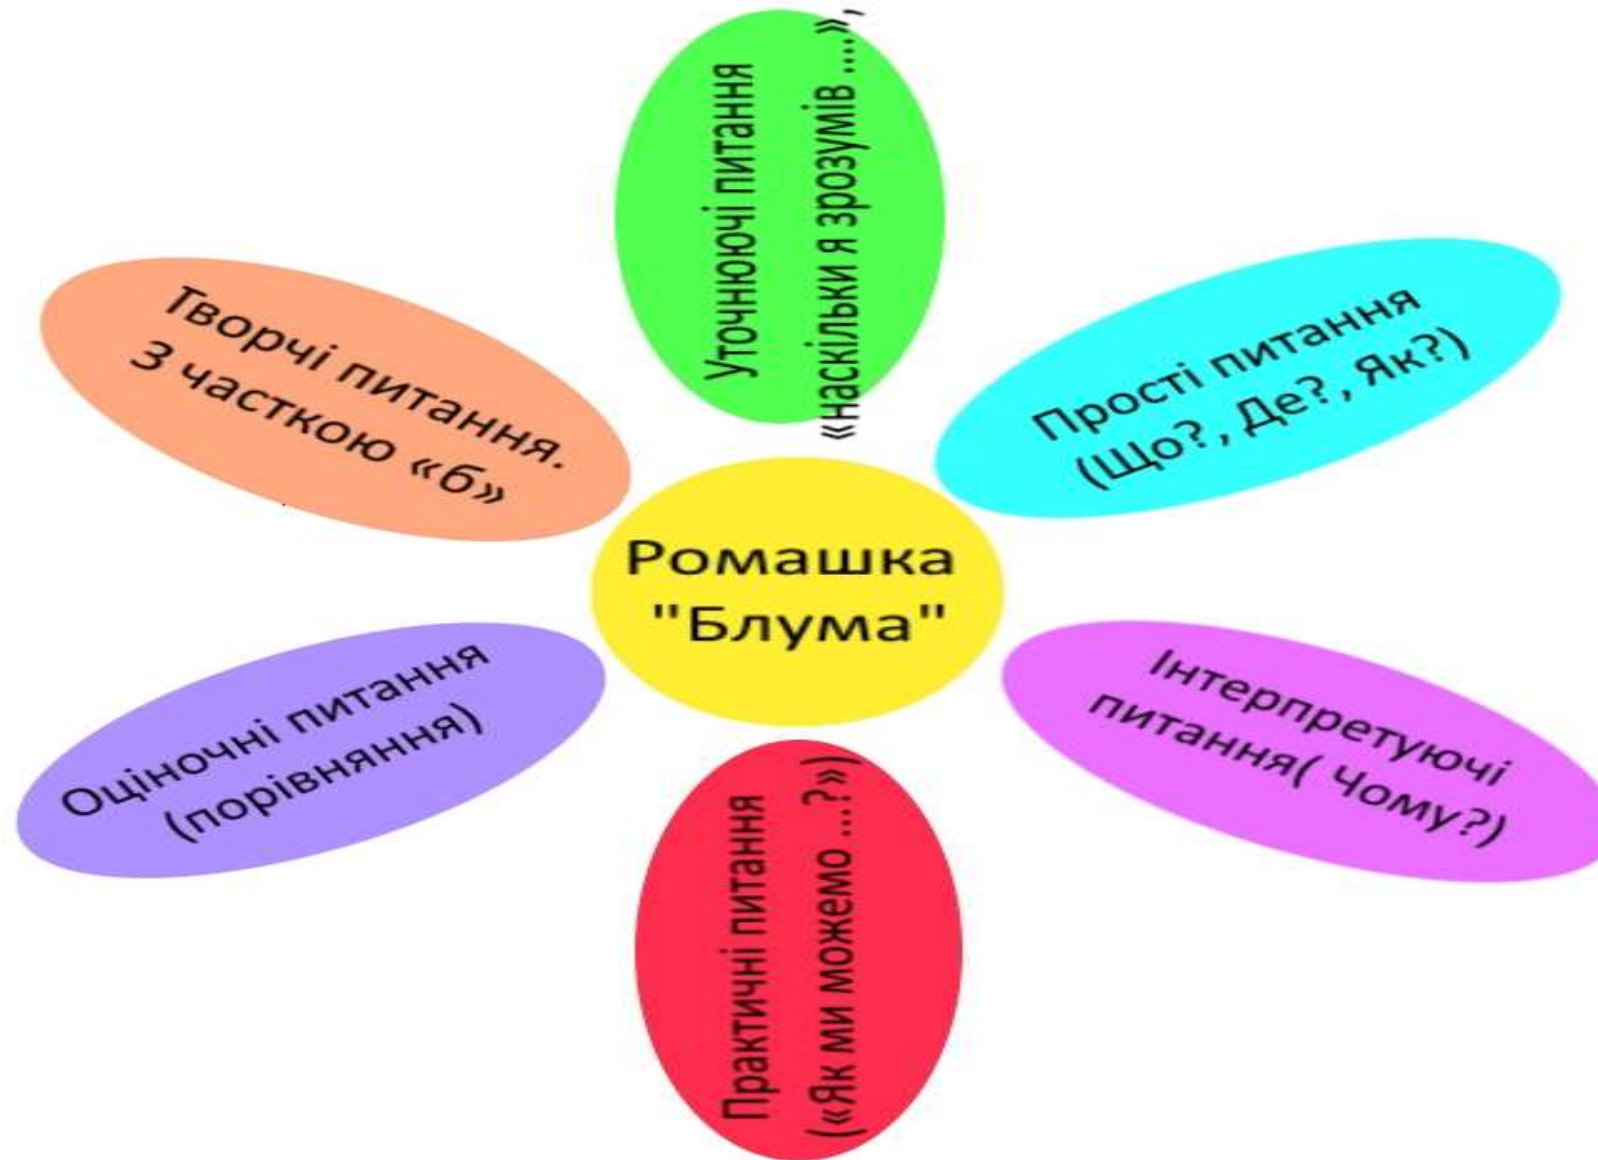 Уточнюючі питання
«наскільки я зрозумів ....»,
Прості питання
(Що?, Де?, Як?)
Інтерпретуючі
питання( Чому?)
Практичні питання
(«Як ми можемо ...?»)
Оціночні питання
(порівняння)
Творчі питання.
З часткою «б»
Ромашка
"Блума"